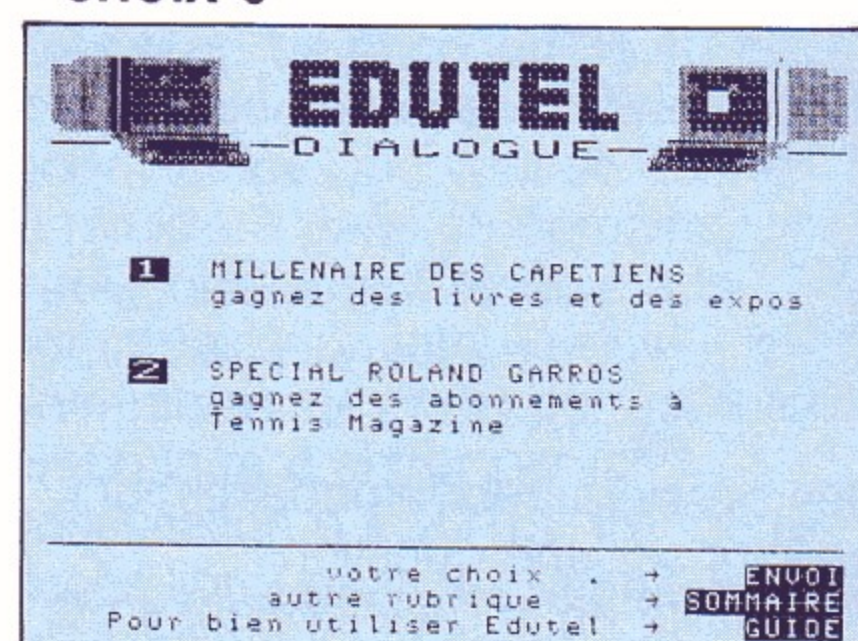 EDUTEL
DIALOGUE
1 MILLENAIRE DES CAPETIENS
gagnez des livres et des expos
2 SPECIAL ROLAND GARROS
gagnez des abonnements à
Tennis Magazine
votre choix . → ENVOI
autre rubrique → SOMMAIRE
Pour bien utiliser Edutel → GUIDE